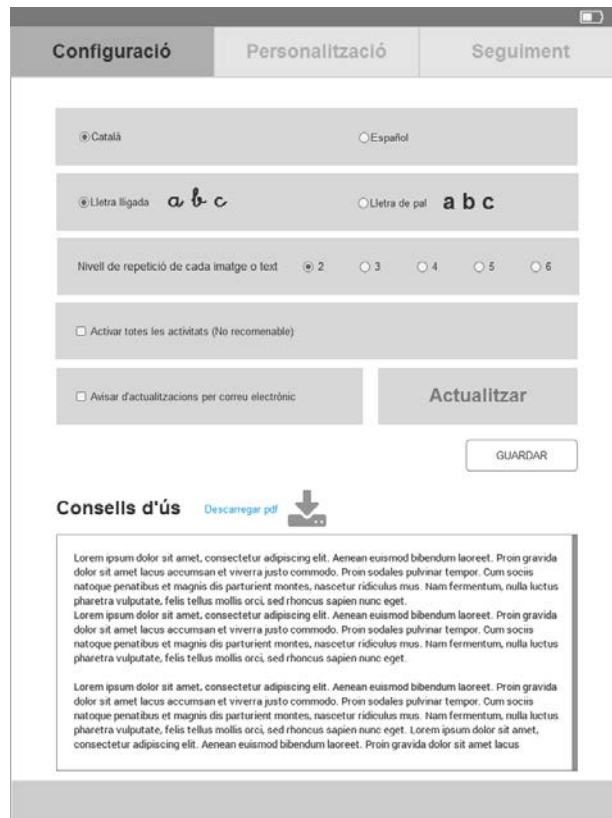 Configuració Personalització Seguiment
Català Español
Lletra lligada a b c Lletra de pal a b c
Nivell de repetició de cada imatge o text 2 3 4 5 6
Activar totes les activitats (No recomenable)
Avisar d'actualitzacions per correu electrònic Actualitzar
GUARDAR
Consells d'ús Descarregar pdf
Lorem ipsum dolor sit amet, consectetur adipiscing elit. Aenean euismod bibendum laoreet. Proin gravida
dolor sit amet lacus accumsan et viverra justo commodo. Proin sodales pulvinar tempor. Cum sociis
natoque penatibus et magnis dis parturient montes, nascetur ridiculus mus. Nam fermentum, nulla luctus
pharetra vulputate, felis tellus mollis orci, sed rhoncus sapien nunc eget.
Lorem ipsum dolor sit amet, consectetur adipiscing elit. Aenean euismod bibendum laoreet. Proin gravida
dolor sit amet lacus accumsan et viverra justo commodo. Proin sodales pulvinar tempor. Cum sociis
natoque penatibus et magnis dis parturient montes, nascetur ridiculus mus. Nam fermentum, nulla luctus
pharetra vulputate, felis tellus mollis orci, sed rhoncus sapien nunc eget.
Lorem ipsum dolor sit amet, consectetur adipiscing elit. Aenean euismod bibendum laoreet. Proin gravida
dolor sit amet lacus accumsan et viverra justo commodo. Proin sodales pulvinar tempor. Cum sociis
natoque penatibus et magnis dis parturient montes, nascetur ridiculus mus. Nam fermentum, nulla luctus
pharetra vulputate, felis tellus mollis orci, sed rhoncus sapien nunc eget. Lorem ipsum dolor sit amet,
consectetur adipiscing elit. Aenean euismod bibendum laoreet. Proin gravida dolor sit amet lacus